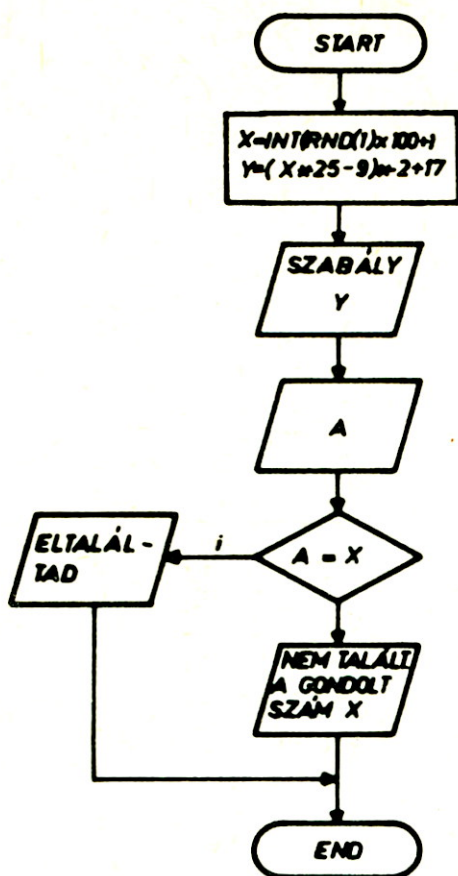 START
X=INT(RND(1)x100+1
Y=(X*25-9)*2+17
SZABÁLY
Y
A
A = X
i
ELTALÁL-
TAD
NEM TALÁLT
A GONDOLT
SZÁM X
END